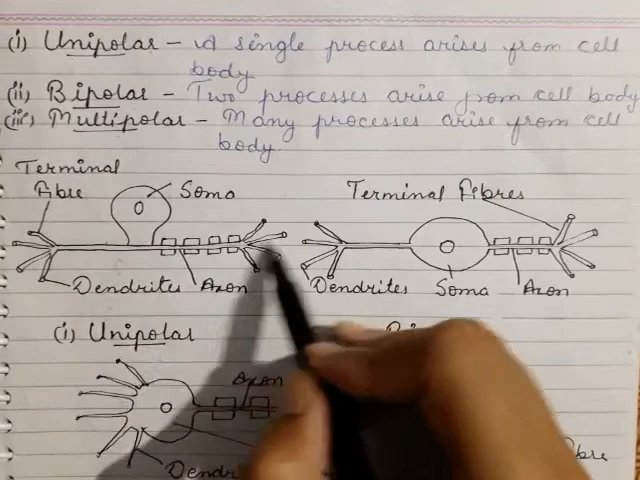 (i) Unipolar - A single process arises from cell
body
(ii) Bipolar - Two processes arise from cell body
(iii) Multipolar - Many processes arise from cell
body.
Terminal
Fibre
Soma
Terminal Fibres
Dendrites
Axon
Dendrites
Soma
Axon
(i) Unipolar
Axon